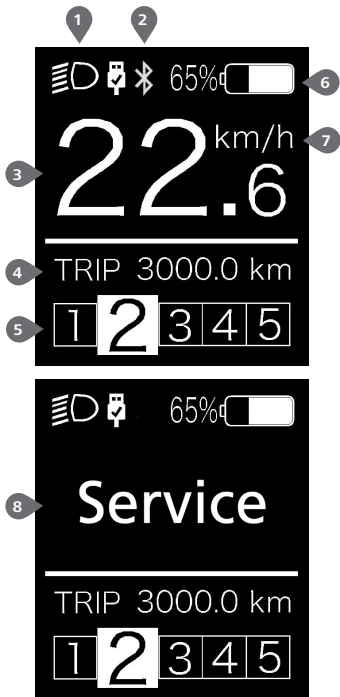 1 2
65%
6
22.6
km/h
7
3
4
TRIP 3000.0 km
5
1 2 3 4 5
65%
8
Service
TRIP 3000.0 km
1 2 3 4 5